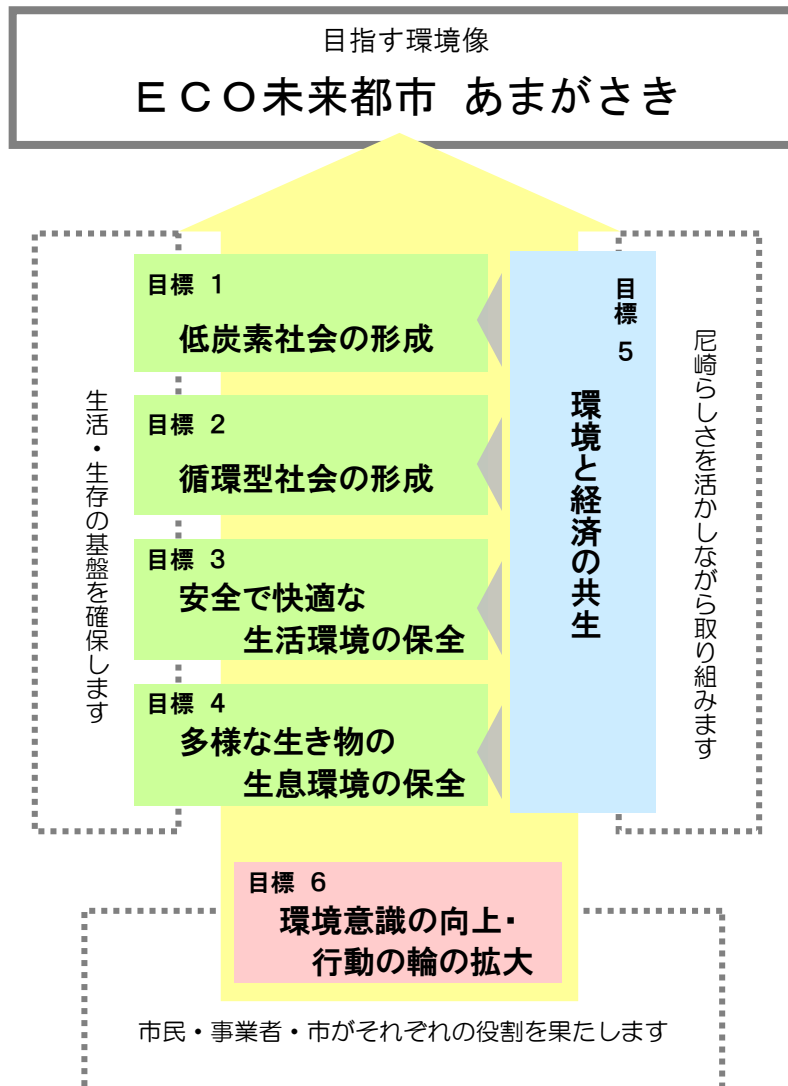 目指す環境像
ＥＣＯ未来都市 あまがさき
生活・生存の基盤を確保します
目標 1
低炭素社会の形成
目標 2
循環型社会の形成
目標 3
安全で快適な
生活環境の保全
目標 4
多様な生き物の
生息環境の保全
目標 5
環境と経済の共生
尼崎らしさを活かしながら取り組みます
目標 6
環境意識の向上・
行動の輪の拡大
市民・事業者・市がそれぞれの役割を果たします